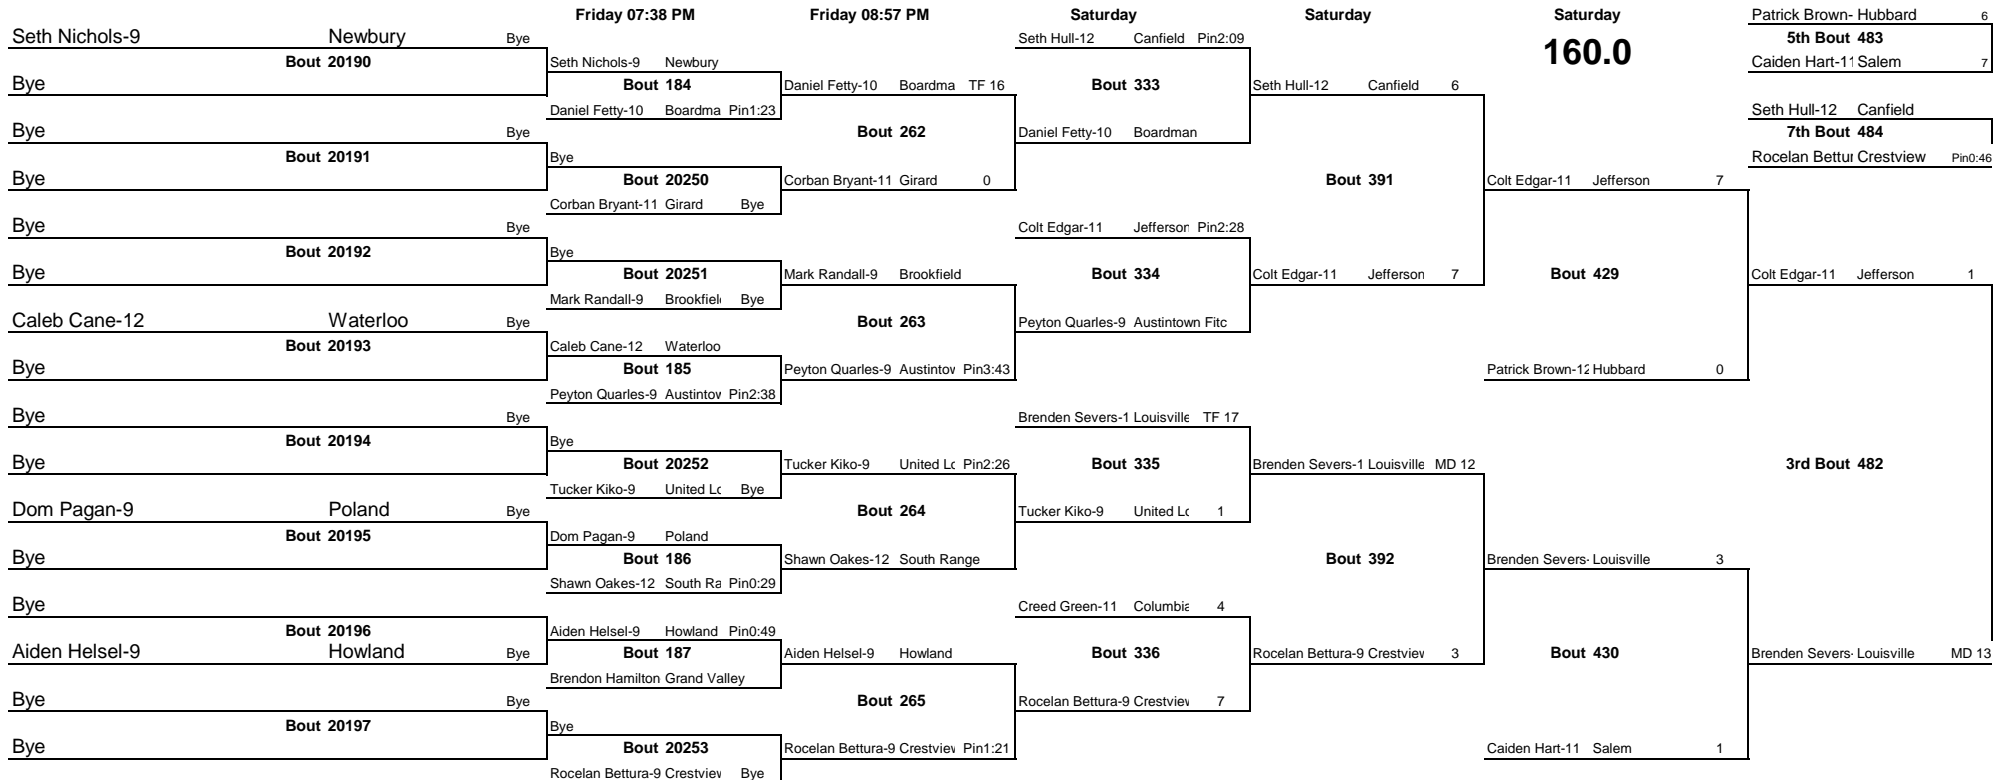 Friday 07:38 PM Friday 08:57 PM Saturday Saturday Saturday
160.0
Seth Nichols-9 Newbury Bye
Bout 20190
Bye
Bye Bye
Bout 20191
Bye
Bye Bye
Bout 20192
Bye
Caleb Cane-12 Waterloo Bye
Bout 20193
Bye
Bye Bye
Bout 20194
Bye
Dom Pagan-9 Poland Bye
Bout 20195
Bye
Bye
Bout 20196
Aiden Helsel-9 Howland Bye
Bye Bye
Bout 20197
Bye
Seth Nichols-9 Newbury
Bout 184
Daniel Fetty-10 Boardma Pin1:23
Bye
Bout 20250
Corban Bryant-11 Girard Bye
Bye
Bout 20251
Mark Randall-9 Brookfiel Bye
Caleb Cane-12 Waterloo
Bout 185
Peyton Quarles-9 Austintov Pin2:38
Bye
Bout 20252
Tucker Kiko-9 United Lc Bye
Dom Pagan-9 Poland
Bout 186
Shawn Oakes-12 South Ra Pin0:29
Aiden Helsel-9 Howland Pin0:49
Bout 187
Brendon Hamilton Grand Valley
Bye
Bout 20253
Rocelan Bettura-9 Crestviev Bye
Daniel Fetty-10 Boardma TF 16
Bout 262
Corban Bryant-11 Girard 0
Mark Randall-9 Brookfield
Bout 263
Peyton Quarles-9 Austintov Pin3:43
Tucker Kiko-9 United Lc Pin2:26
Bout 264
Shawn Oakes-12 South Range
Aiden Helsel-9 Howland
Bout 265
Rocelan Bettura-9 Crestviev Pin1:21
Seth Hull-12 Canfield Pin2:09
Bout 333
Daniel Fetty-10 Boardman
Colt Edgar-11 Jefferson Pin2:28
Bout 334
Peyton Quarles-9 Austintown Fitc
Brenden Severs-1 Louisville TF 17
Bout 335
Tucker Kiko-9 United Lc 1
Creed Green-11 Columbia 4
Bout 336
Rocelan Bettura-9 Crestviev 7
Seth Hull-12 Canfield 6
Bout 391
Colt Edgar-11 Jefferson 7
Brenden Severs-1 Louisville MD 12
Bout 392
Rocelan Bettura-9 Crestviev 3
Colt Edgar-11 Jefferson 7
Bout 429
Patrick Brown-12 Hubbard 0
Brenden Severs- Louisville 3
Bout 430
Caiden Hart-11 Salem 1
Patrick Brown- Hubbard 6
5th Bout 483
Caiden Hart-11 Salem 7
Seth Hull-12 Canfield
7th Bout 484
Rocelan Bettur Crestview Pin0:46
Colt Edgar-11 Jefferson 1
3rd Bout 482
Brenden Severs- Louisville MD 13